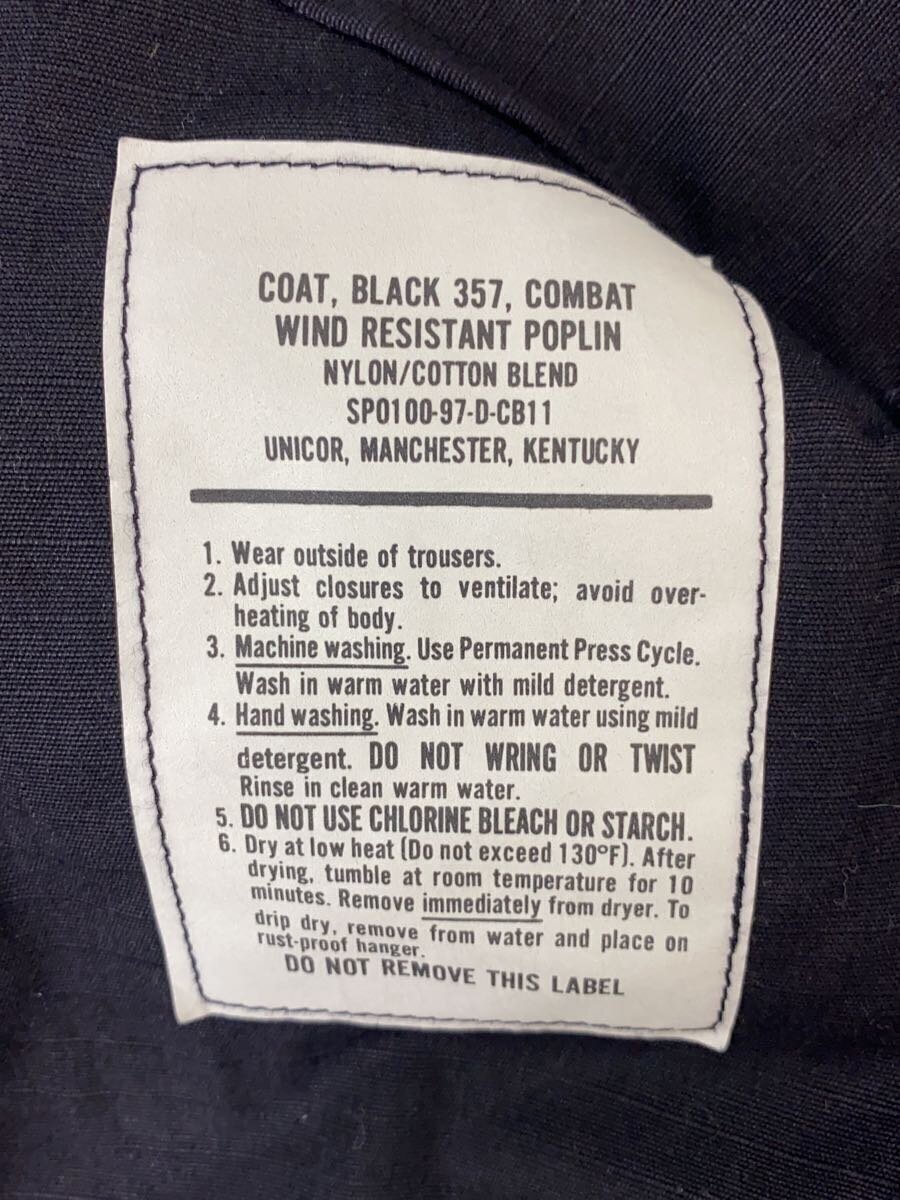 COAT, BLACK 357, COMBAT
WIND RESISTANT POPLIN
NYLON/COTTON BLEND
SPO100-97-D-CB11
UNICOR, MANCHESTER, KENTUCKY
1. Wear outside of trousers.
2. Adjust closures to ventilate; avoid over-
heating of body.
3. Machine washing. Use Permanent Press Cycle.
Wash in warm water with mild detergent.
4. Hand washing. Wash in warm water using mild
detergent. DO NOT WRING OR TWIST
Rinse in clean warm water.
5. DO NOT USE CHLORINE BLEACH OR STARCH.
6. Dry at low heat (Do not exceed 130°F). After
drying, tumble at room temperature for 10
minutes. Remove immediately from dryer. To
drip dry, remove from water and place on
rust-proof hanger.
DO NOT REMOVE THIS LABEL